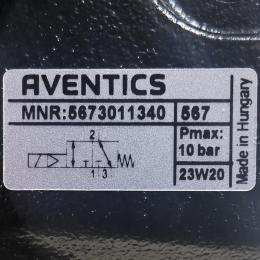 AVENTICS
MNR:5673011340 567
Pmax:
10 bar
2
1 3
23W20
Made in Hungary